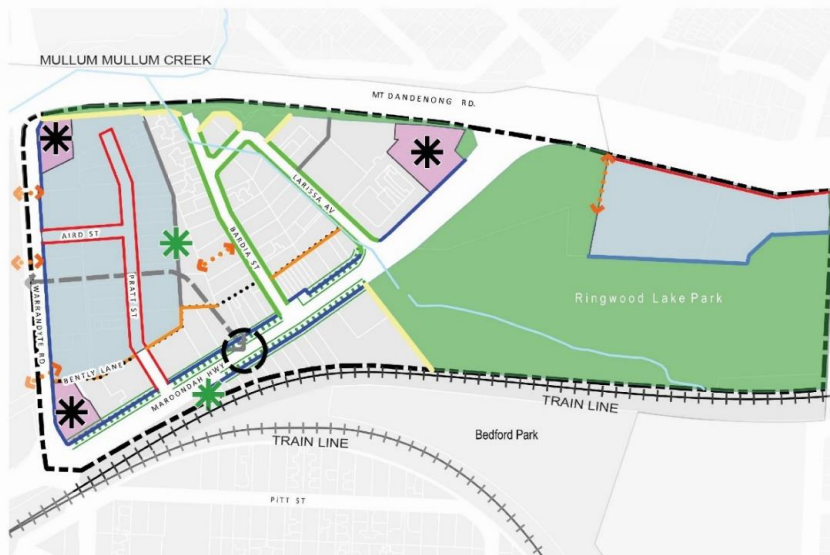 MULLUM MULLUM CREEK
MT DANDENONG RD.
LARISSA AV
BARDIA ST
AIRD ST
PRATT ST
WARRANDYTE RD
BENTLY LANE
MAROONDAH HWY
Ringwood Lake Park
TRAIN LINE
TRAIN LINE
Bedford Park
PITT ST